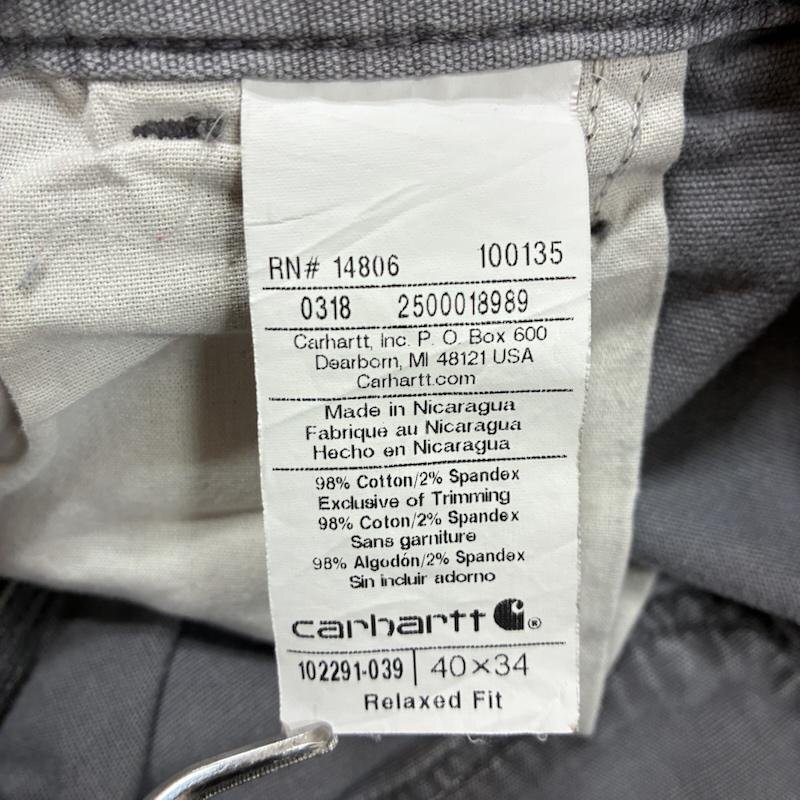 RN# 14806 100135
0318 2500018989
Carhartt, Inc. P. O. Box 600
Dearborn, MI 48121 USA
Carhartt.com
Made in Nicaragua
Fabrique au Nicaragua
Hecho en Nicaragua
98% Cotton/2% Spandex
Exclusive of Trimming
98% Coton/2% Spandex
Sans garniture
98% Algodón/2% Spandex
Sin incluir adorno
carhartt ®
102291-039 | 40×34
Relaxed Fit